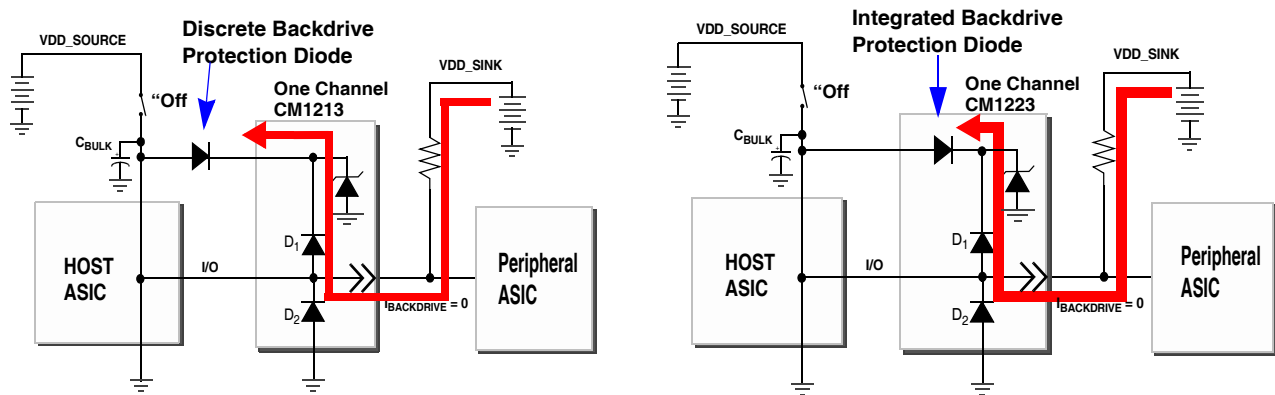 Discrete Backdrive
Protection Diode
VDD_SOURCE
VDD_SINK
One Channel
CM1213
“Off
CBULK
+
D1
HOST
ASIC
I/O
Peripheral
ASIC
IBACKDRIVE = 0
D2
Integrated Backdrive
Protection Diode
VDD_SOURCE
VDD_SINK
One Channel
CM1223
“Off
CBULK
+
D1
HOST
ASIC
I/O
Peripheral
ASIC
IBACKDRIVE = 0
D2